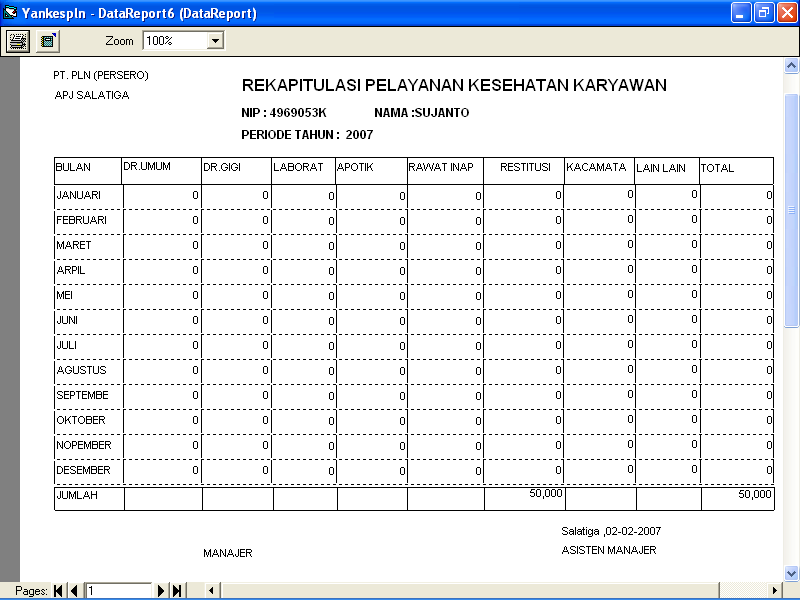 Yankespln - DataReport6 (DataReport)
Zoom 100%
PT. PLN (PERSERO)
APJ SALATIGA
REKAPITULASI PELAYANAN KESEHATAN KARYAWAN
NIP : 4969053K NAMA :SUJANTO
PERIODE TAHUN : 2007
BULAN DR.UMUM DR.GIGI LABORAT APOTIK RAWAT INAP RESTITUSI KACAMATA LAIN LAIN TOTAL
JANUARI 0 0 0 0 0 0 0 0 0
FEBRUARI 0 0 0 0 0 0 0 0 0
MARET 0 0 0 0 0 0 0 0 0
ARPIL 0 0 0 0 0 0 0 0 0
MEI 0 0 0 0 0 0 0 0 0
JUNI 0 0 0 0 0 0 0 0 0
JULI 0 0 0 0 0 0 0 0 0
AGUSTUS 0 0 0 0 0 0 0 0 0
SEPTEMBE 0 0 0 0 0 0 0 0 0
OKTOBER 0 0 0 0 0 0 0 0 0
NOPEMBER 0 0 0 0 0 0 0 0 0
DESEMBER 0 0 0 0 0 0 0 0 0
JUMLAH 50,000 50,000
Salatiga ,02-02-2007
MANAJER ASISTEN MANAJER
Pages: 1